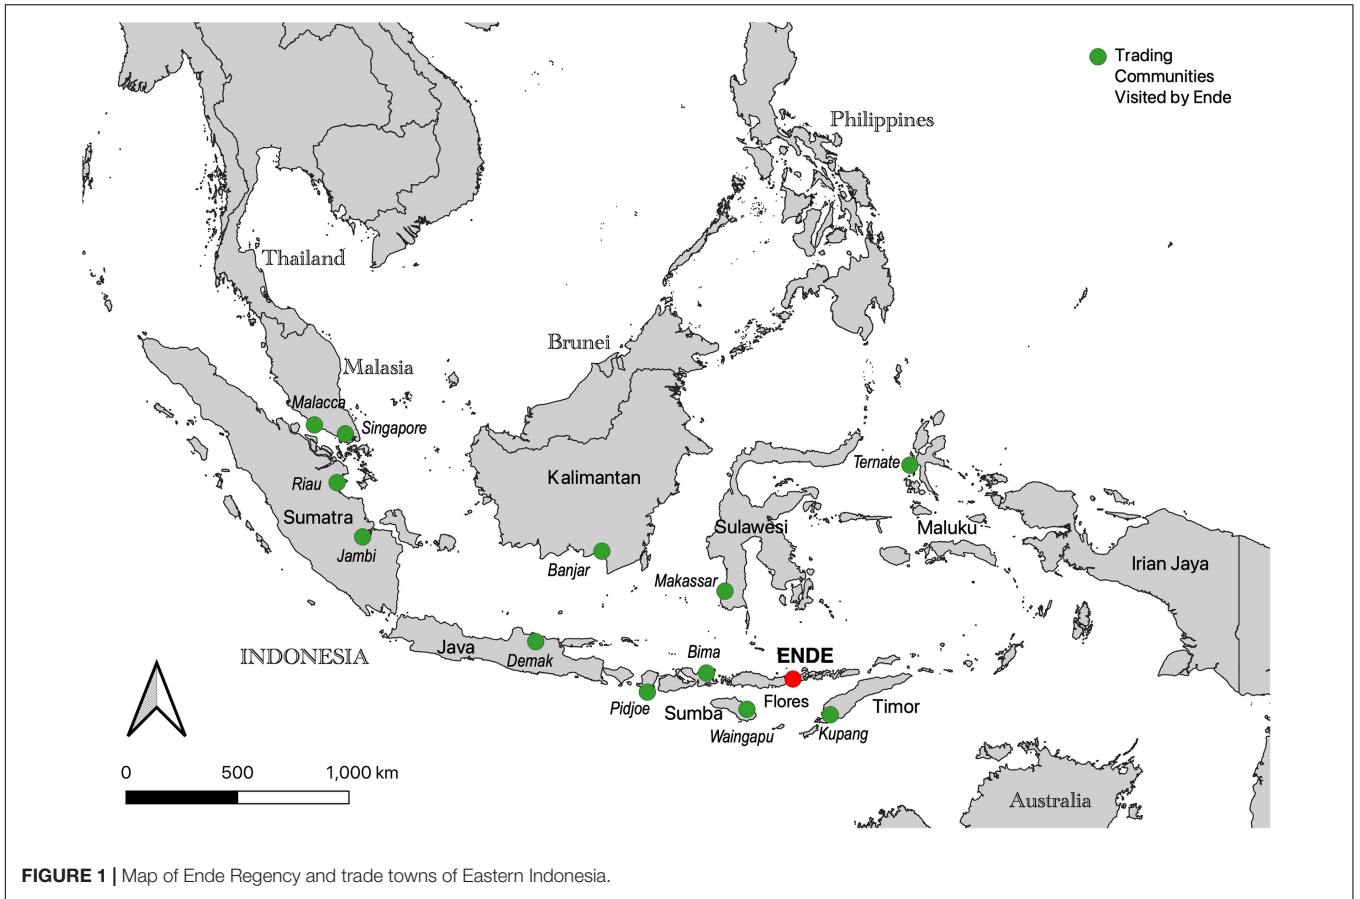 Trading
Communities
Visited by Ende
Philippines
Thailand
Brunei
Malasia
Malacca
Singapore
Ternate
Riau
Kalimantan
Sumatra
Sulawesi
Maluku
Jambi
Banjar
Makassar
Irian Jaya
INDONESIA
Java
Demak
Bima
ENDE
Pidjoe
Sumba
Flores
Timor
Waingapu
Kupang
0 500 1,000 km
Australia
FIGURE 1 | Map of Ende Regency and trade towns of Eastern Indonesia.